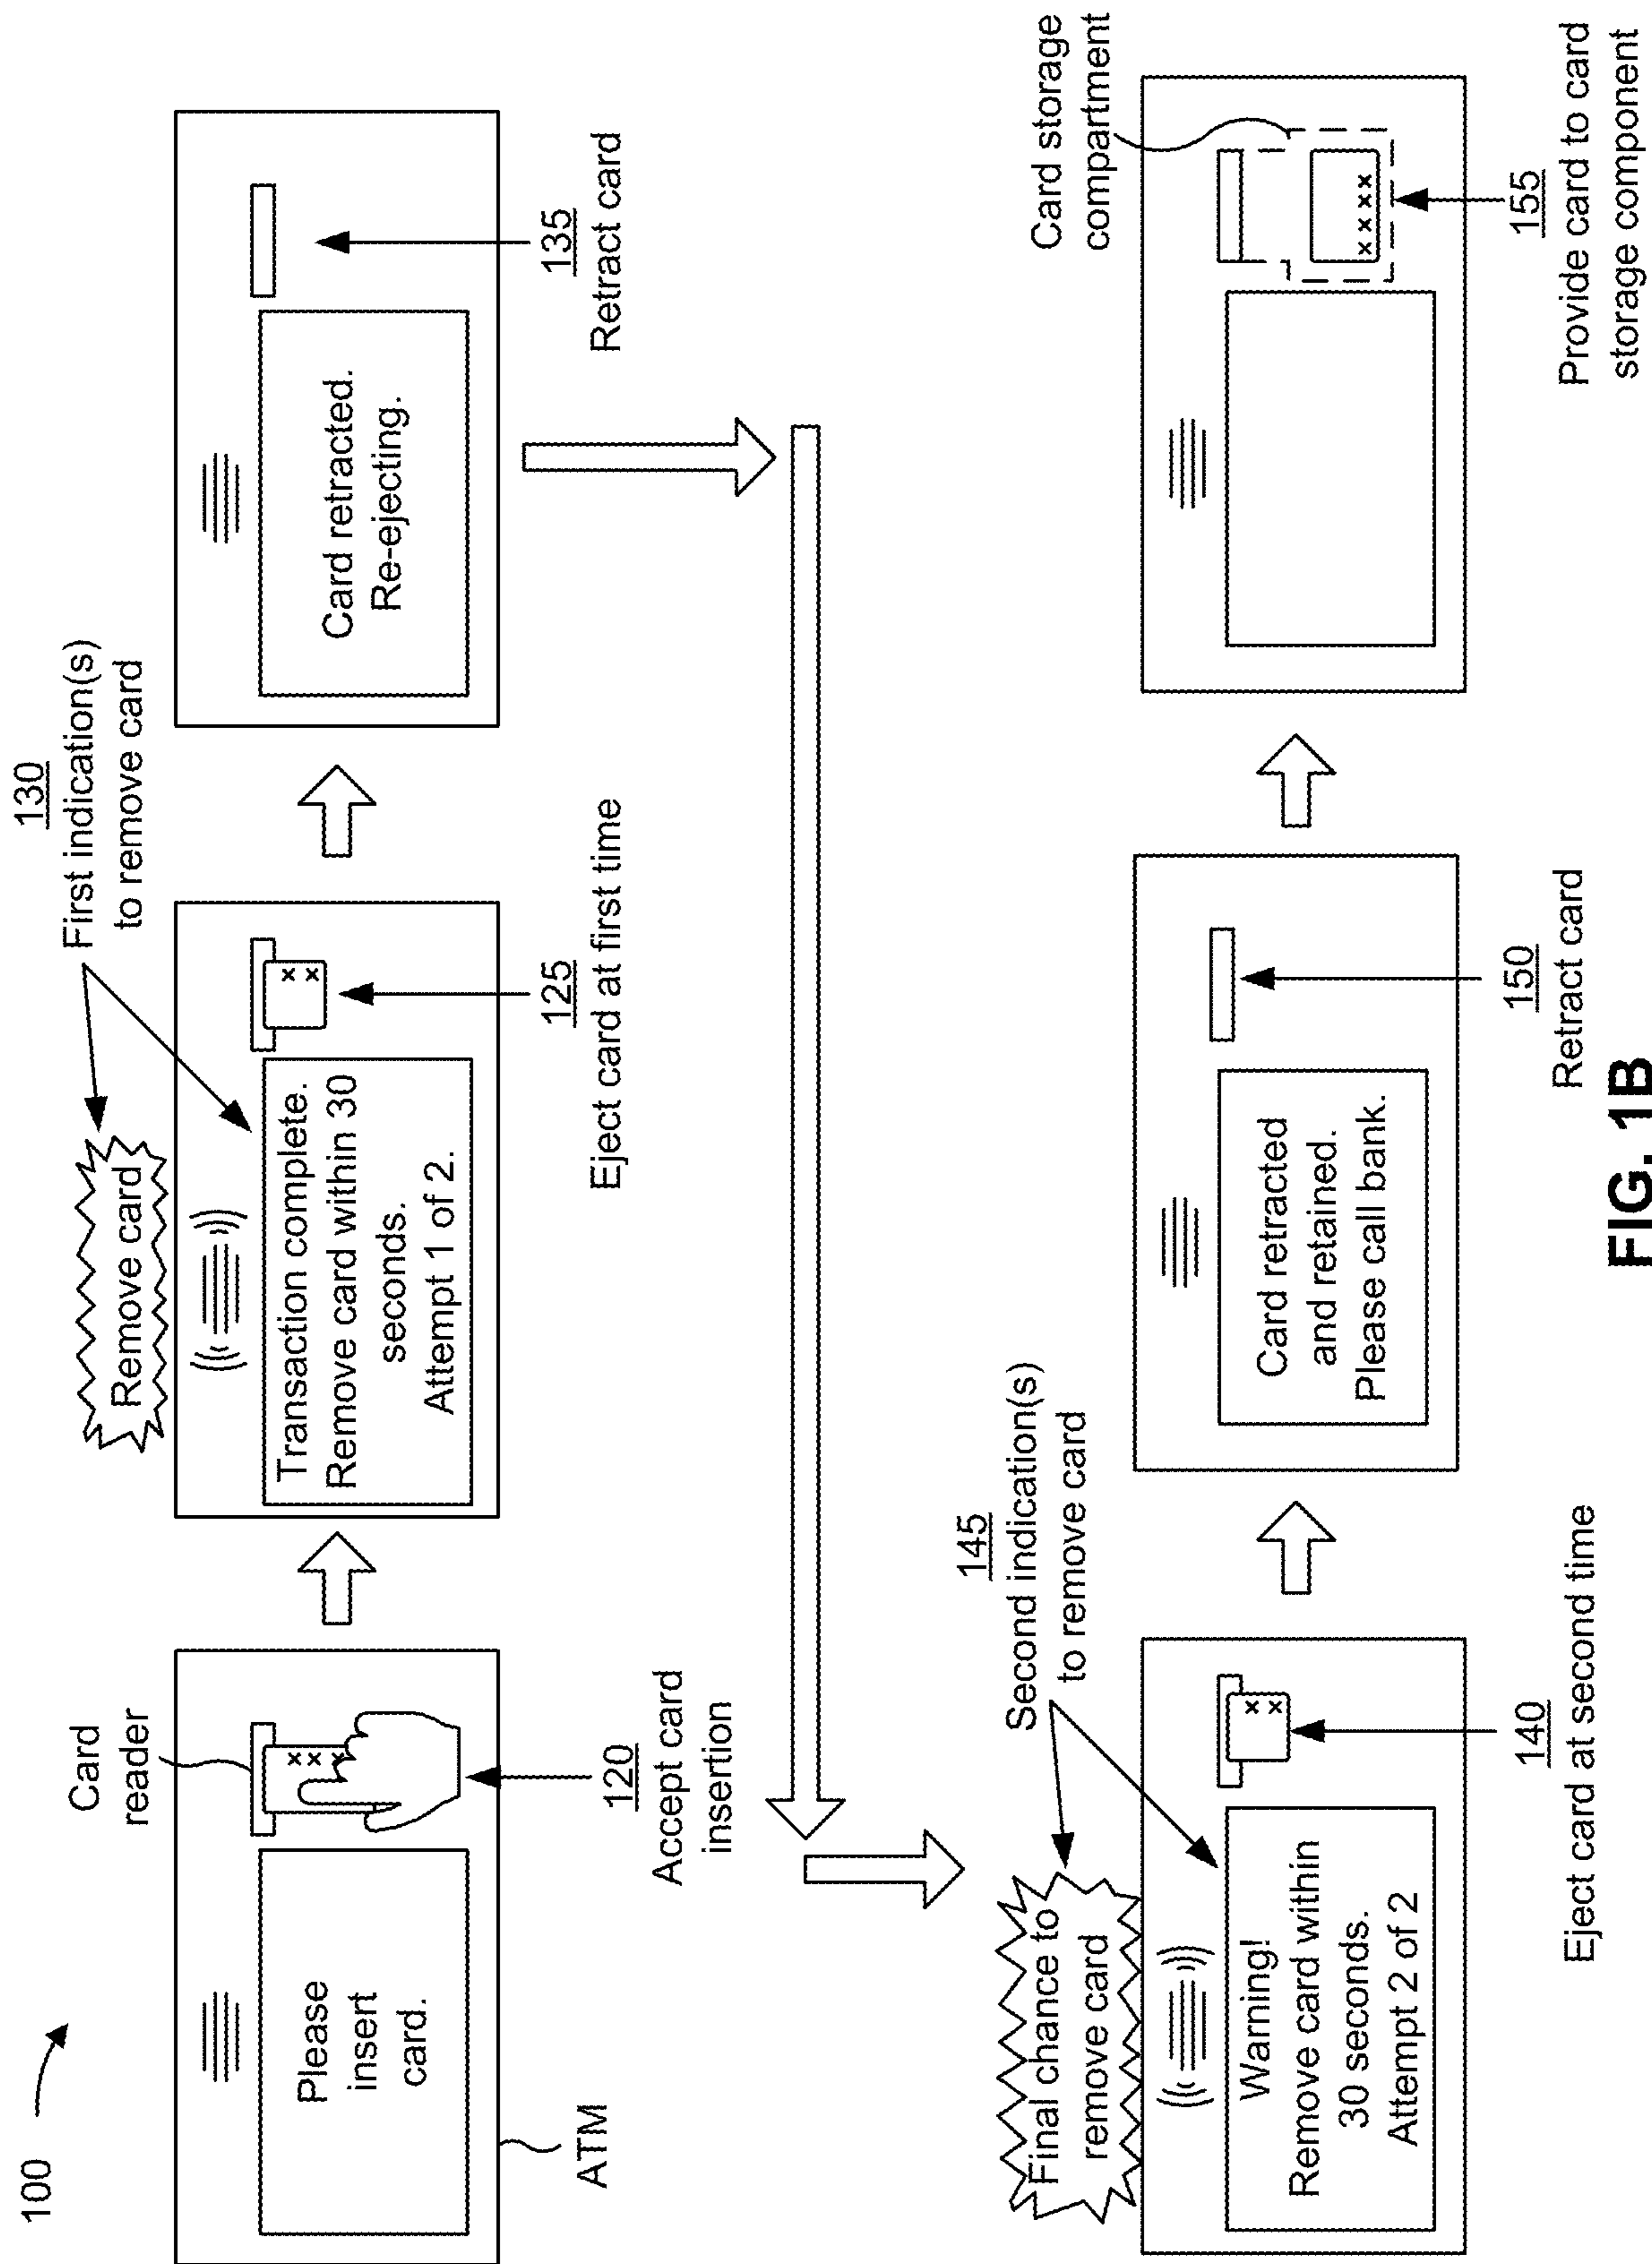 100
Card
reader
Please
insert
card.
ATM
120
Accept card
insertion
130
First indication(s)
to remove card
Remove card
Transaction complete.
Remove card within 30
seconds.
Attempt 1 of 2.
125
Eject card at first time
Card retracted.
Re-ejecting.
135
Retract card
145
Second indication(s)
to remove card
Final chance to
remove card
Warning!
Remove card within
30 seconds.
Attempt 2 of 2
140
Eject card at second time
Card retracted
and retained.
Please call bank.
150
Retract card
Card storage
compartment
155
Provide card to card
storage component
FIG. 1B